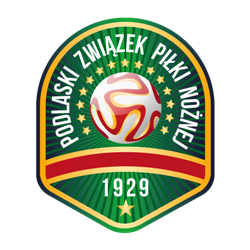 PODLASKI ZWIĄZEK PIŁKI NOŻNEJ
1929